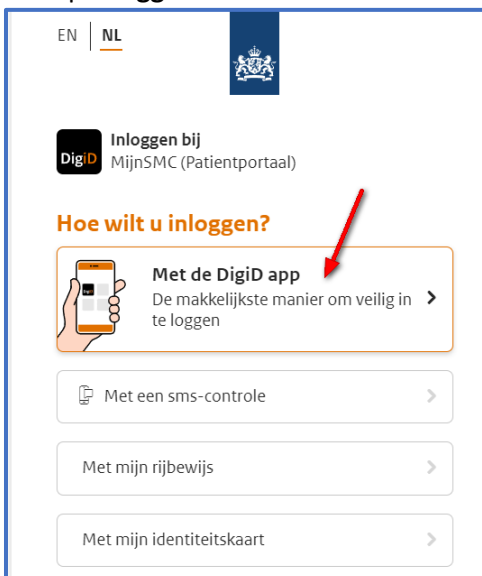 EN | NL
DigiD
Inloggen bij
MijnSMC (Patientportaal)
Hoe wilt u inloggen?
Met de DigiD app
De makkelijkste manier om veilig in
te loggen
Met een sms-controle
Met mijn rijbewijs
Met mijn identiteitskaart